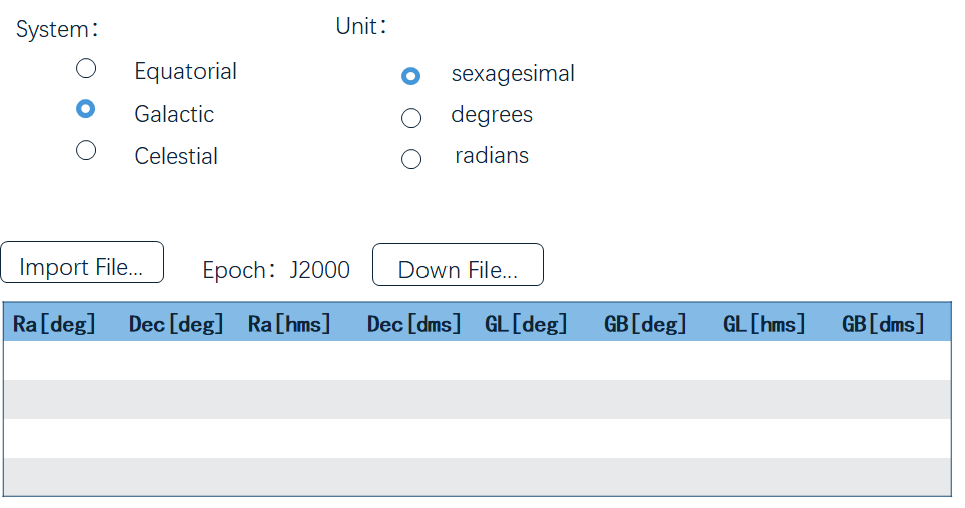 System：
Unit：
Equatorial
sexagesimal
Galactic
degrees
Celestial
radians
Import File...
Epoch：J2000
Down File...
Ra[deg] Dec[deg] Ra[hms] Dec[dms] GL[deg] GB[deg] GL[hms] GB[dms]